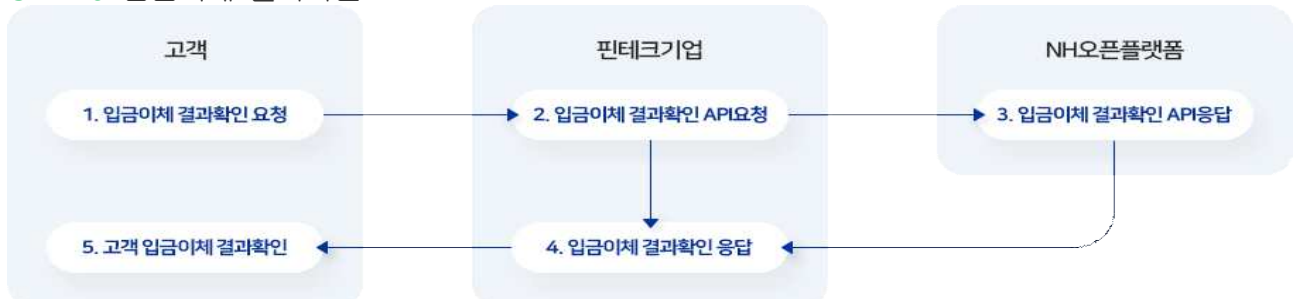 고객
핀테크기업
NH오픈플랫폼
1. 입금이체 결과확인 요청
2. 입금이체 결과확인 API요청
3. 입금이체 결과확인 API응답
5. 고객 입금이체 결과확인
4. 입금이체 결과확인 응답